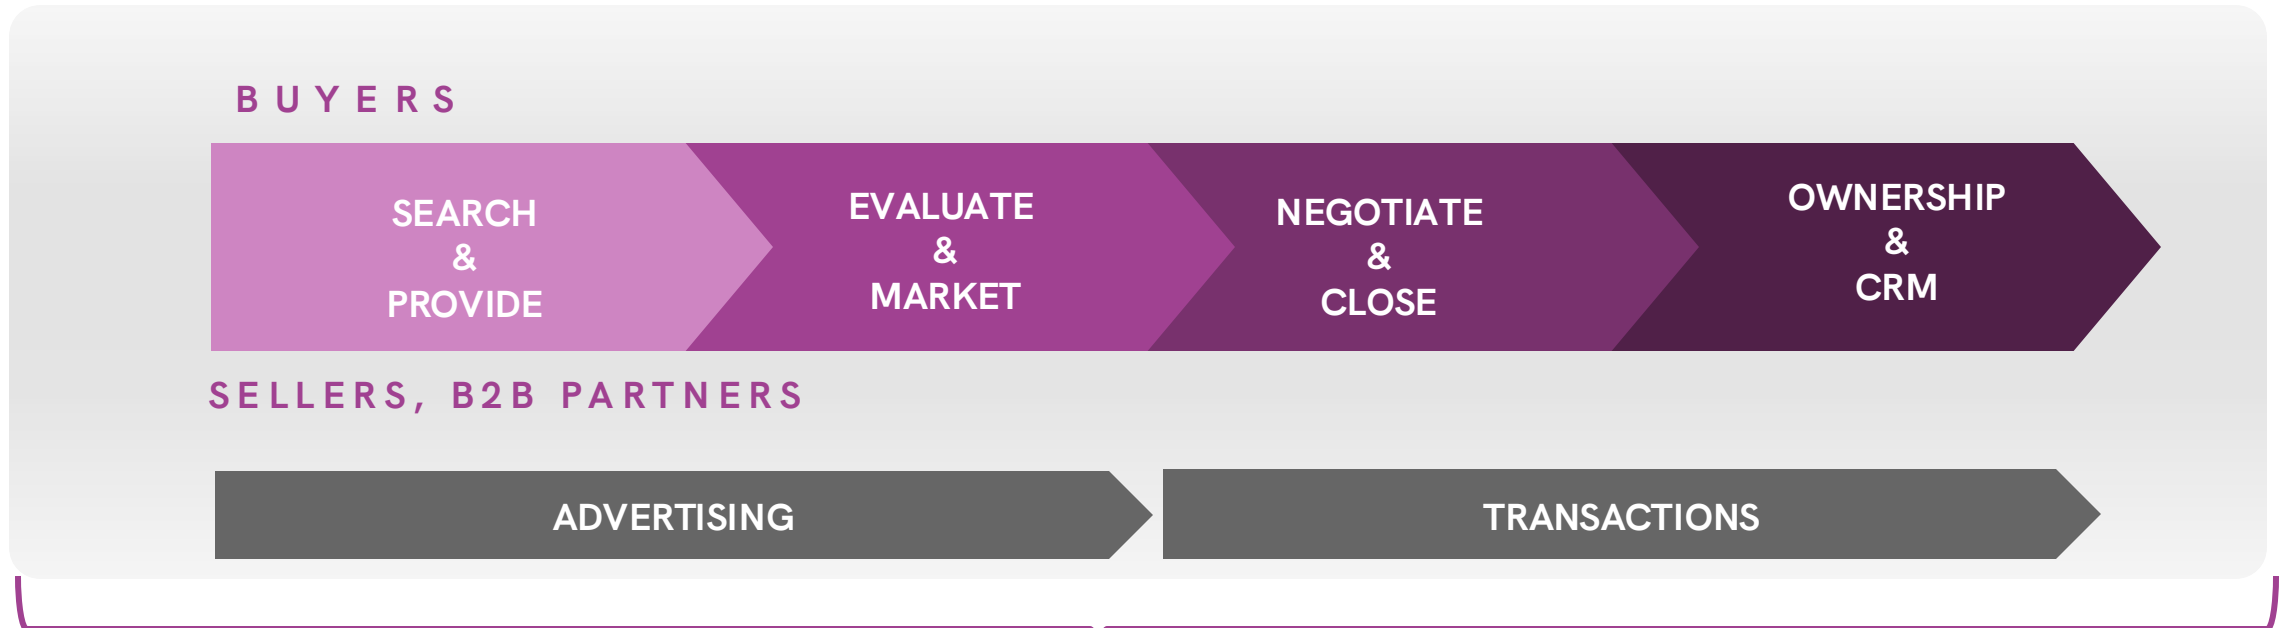 BUYERS
SEARCH
&
PROVIDE
EVALUATE
&
MARKET
NEGOTIATE
&
CLOSE
OWNERSHIP
&
CRM
SELLERS, B2B PARTNERS
ADVERTISING
TRANSACTIONS